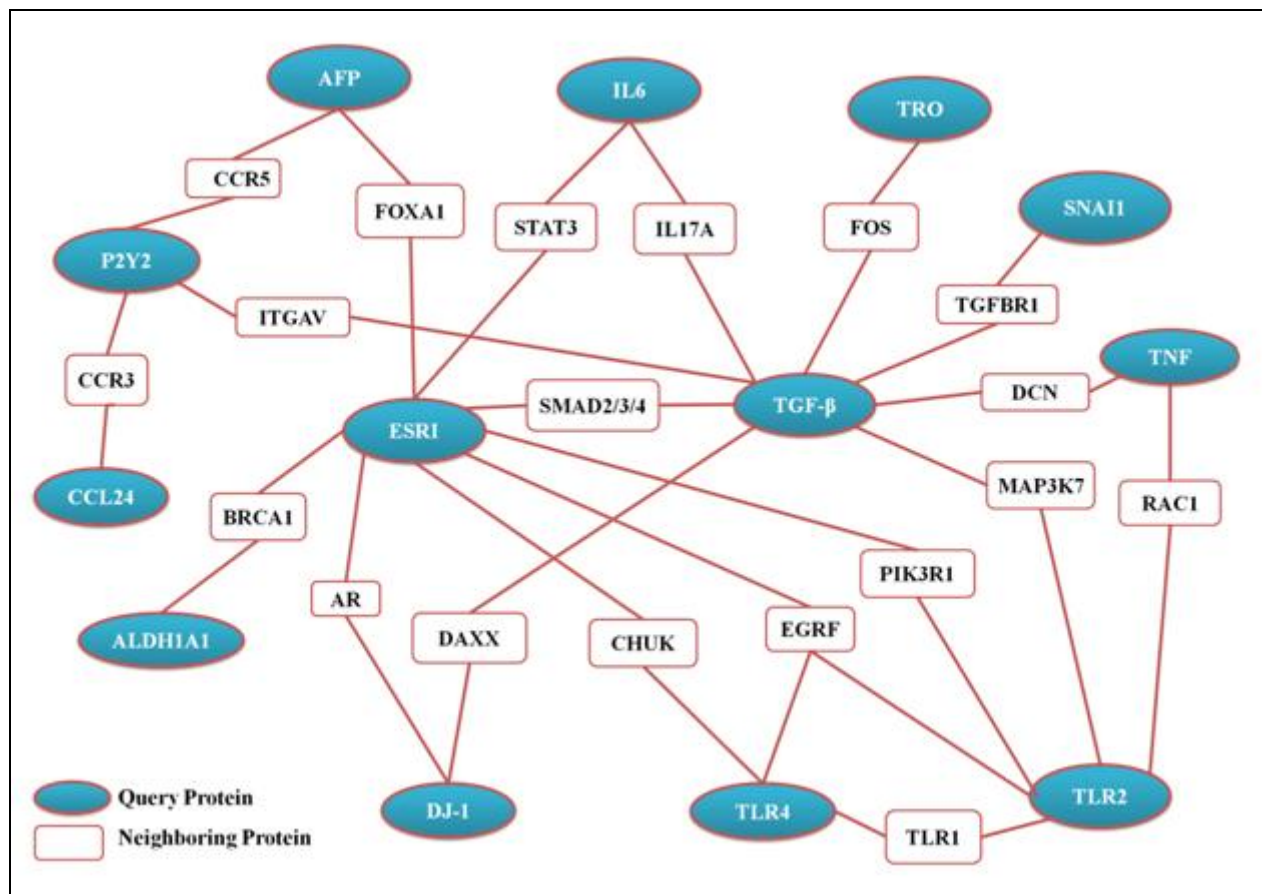 AFP
IL6
TRO
CCR5
FOXA1
STAT3
IL17A
FOS
SNAI1
P2Y2
ITGAV
TGFBR1
CCR3
TNF
SMAD2/3/4
TGF-β
DCN
ESRI
CCL24
BRCA1
MAP3K7
RAC1
PIK3R1
AR
ALDH1A1
DAXX
CHUK
EGRF
Query Protein
DJ-1
TLR4
TLR2
Neighboring Protein
TLR1